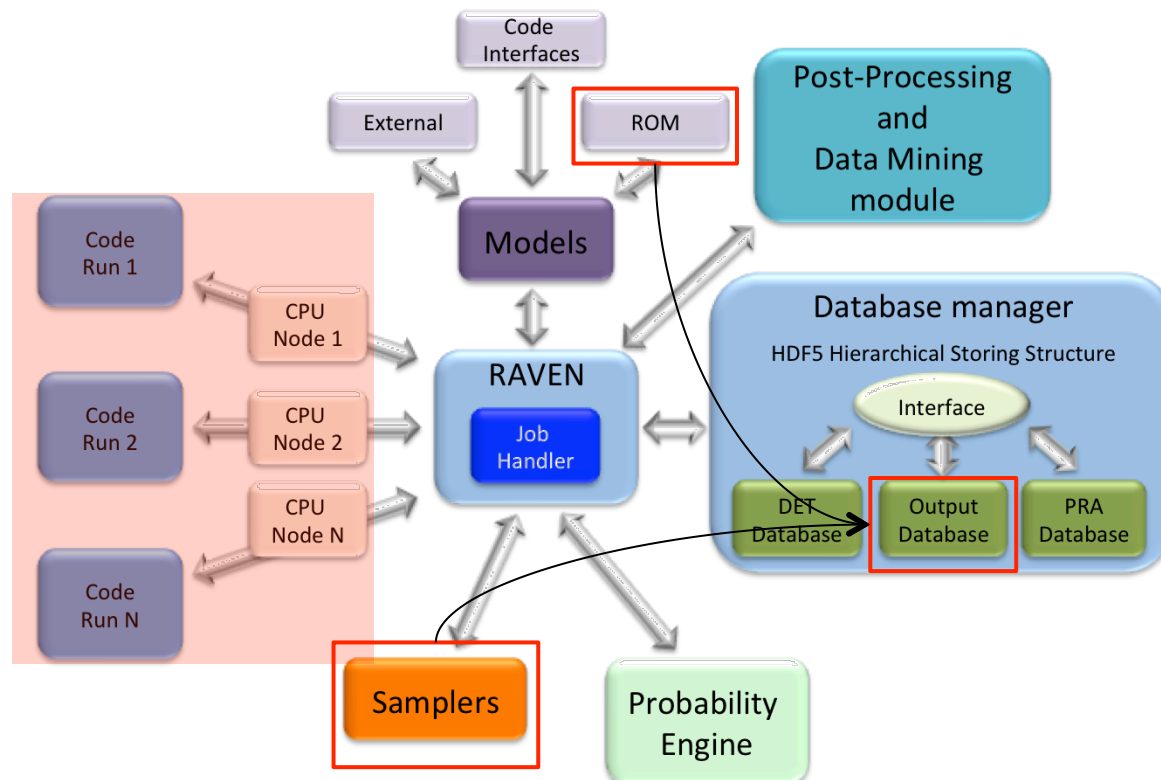 Code
Interfaces
External
ROM
Post-Processing
and
Data Mining
module
Models
Code
Run 1
CPU
Node 1
Code
Run 2
CPU
Node 2
Code
Run N
CPU
Node N
RAVEN
Job
Handler
Database manager
HDF5 Hierarchical Storing Structure
Interface
DET
Database
Output
Database
PRA
Database
Samplers
Probability
Engine